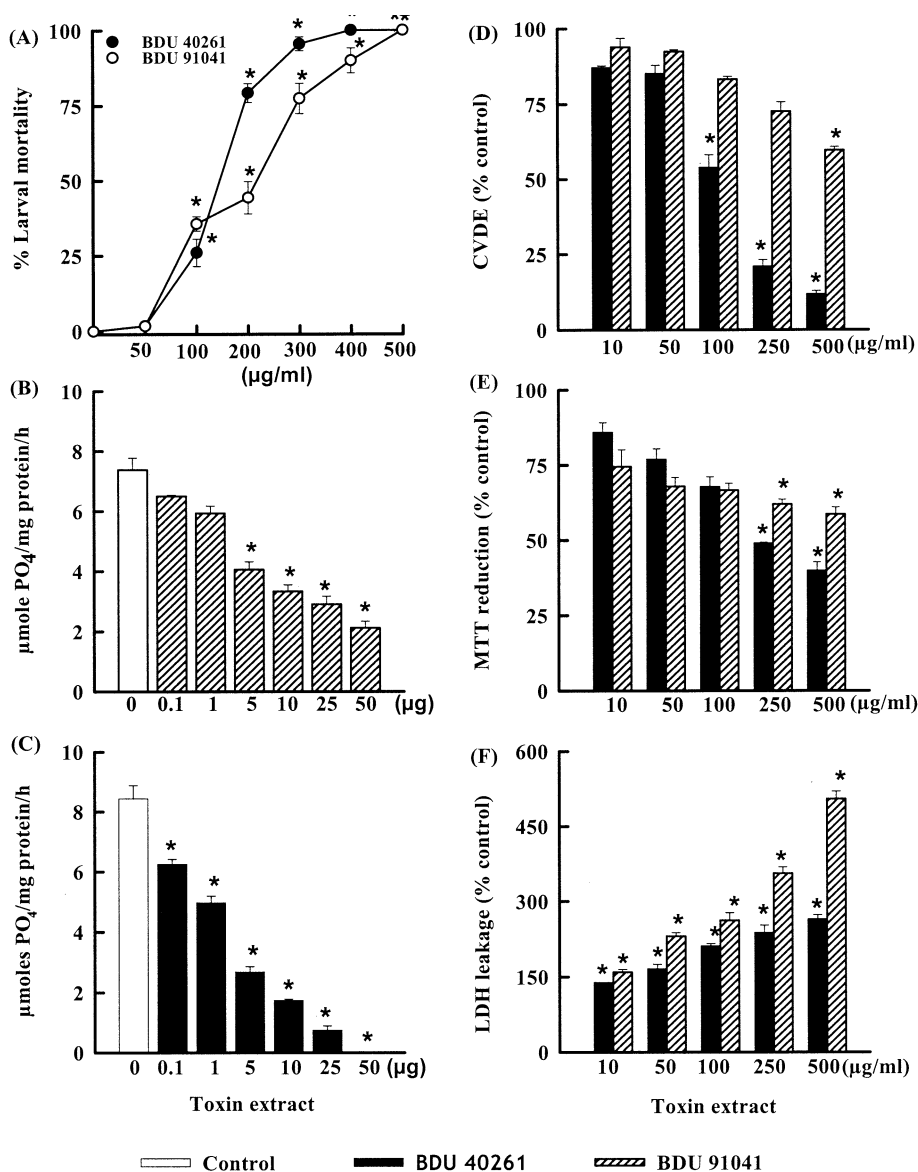 (A)
% Larval mortality
100
75
50
25
0
BDU 40261
BDU 91041
* * * **
*
* *
*
*
*
50 100 200 300 400 500
(µg/ml)
(B)
µmole PO4/mg protein/h
10
8
6
4
2
0
* * * *
0 0.1 1 5 10 25 50 (µg)
(C)
µmoles PO4/mg protein/h
10
8
6
4
2
0
* * * * * *
0 0.1 1 5 10 25 50 (µg)
Toxin extract
(D)
CVDE (% control)
100
75
50
25
0
* * * *
10 50 100 250 500 (µg/ml)
(E)
MTT reduction (% control)
100
75
50
25
0
* * * *
10 50 100 250 500 (µg/ml)
(F)
LDH leakage (% control)
600
450
300
150
0
* * * * * * * * * *
10 50 100 250 500 (µg/ml)
Toxin extract
Control
BDU 40261
BDU 91041